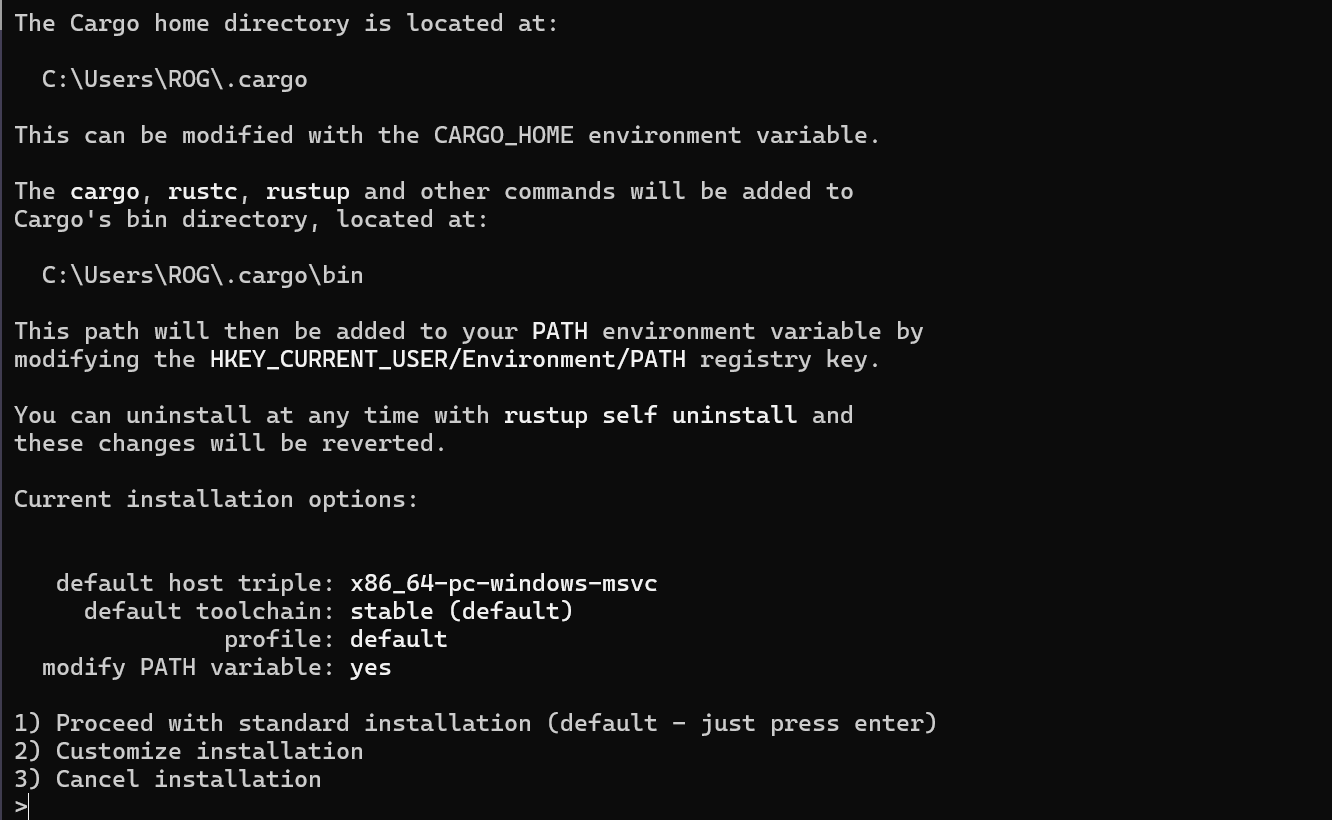 The Cargo home directory is located at:
C:\Users\ROG\.cargo
This can be modified with the CARGO_HOME environment variable.
The cargo, rustc, rustup and other commands will be added to
Cargo's bin directory, located at:
C:\Users\ROG\.cargo\bin
This path will then be added to your PATH environment variable by
modifying the HKEY_CURRENT_USER/Environment/PATH registry key.
You can uninstall at any time with rustup self uninstall and
these changes will be reverted.
Current installation options:
default host triple: x86_64-pc-windows-msvc
default toolchain: stable (default)
profile: default
modify PATH variable: yes
1) Proceed with standard installation (default - just press enter)
2) Customize installation
3) Cancel installation
>